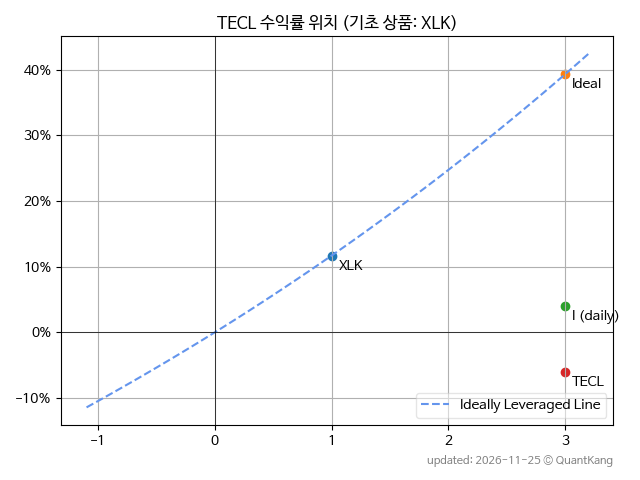 TECL 수익률 위치 (기초 상품: XLK)
40%
30%
20%
10%
0%
−10%
Ideal
XLK
I (daily)
TECL
Ideally Leveraged Line
−1
0
1
2
3
updated: 2026-11-25 © QuantKang